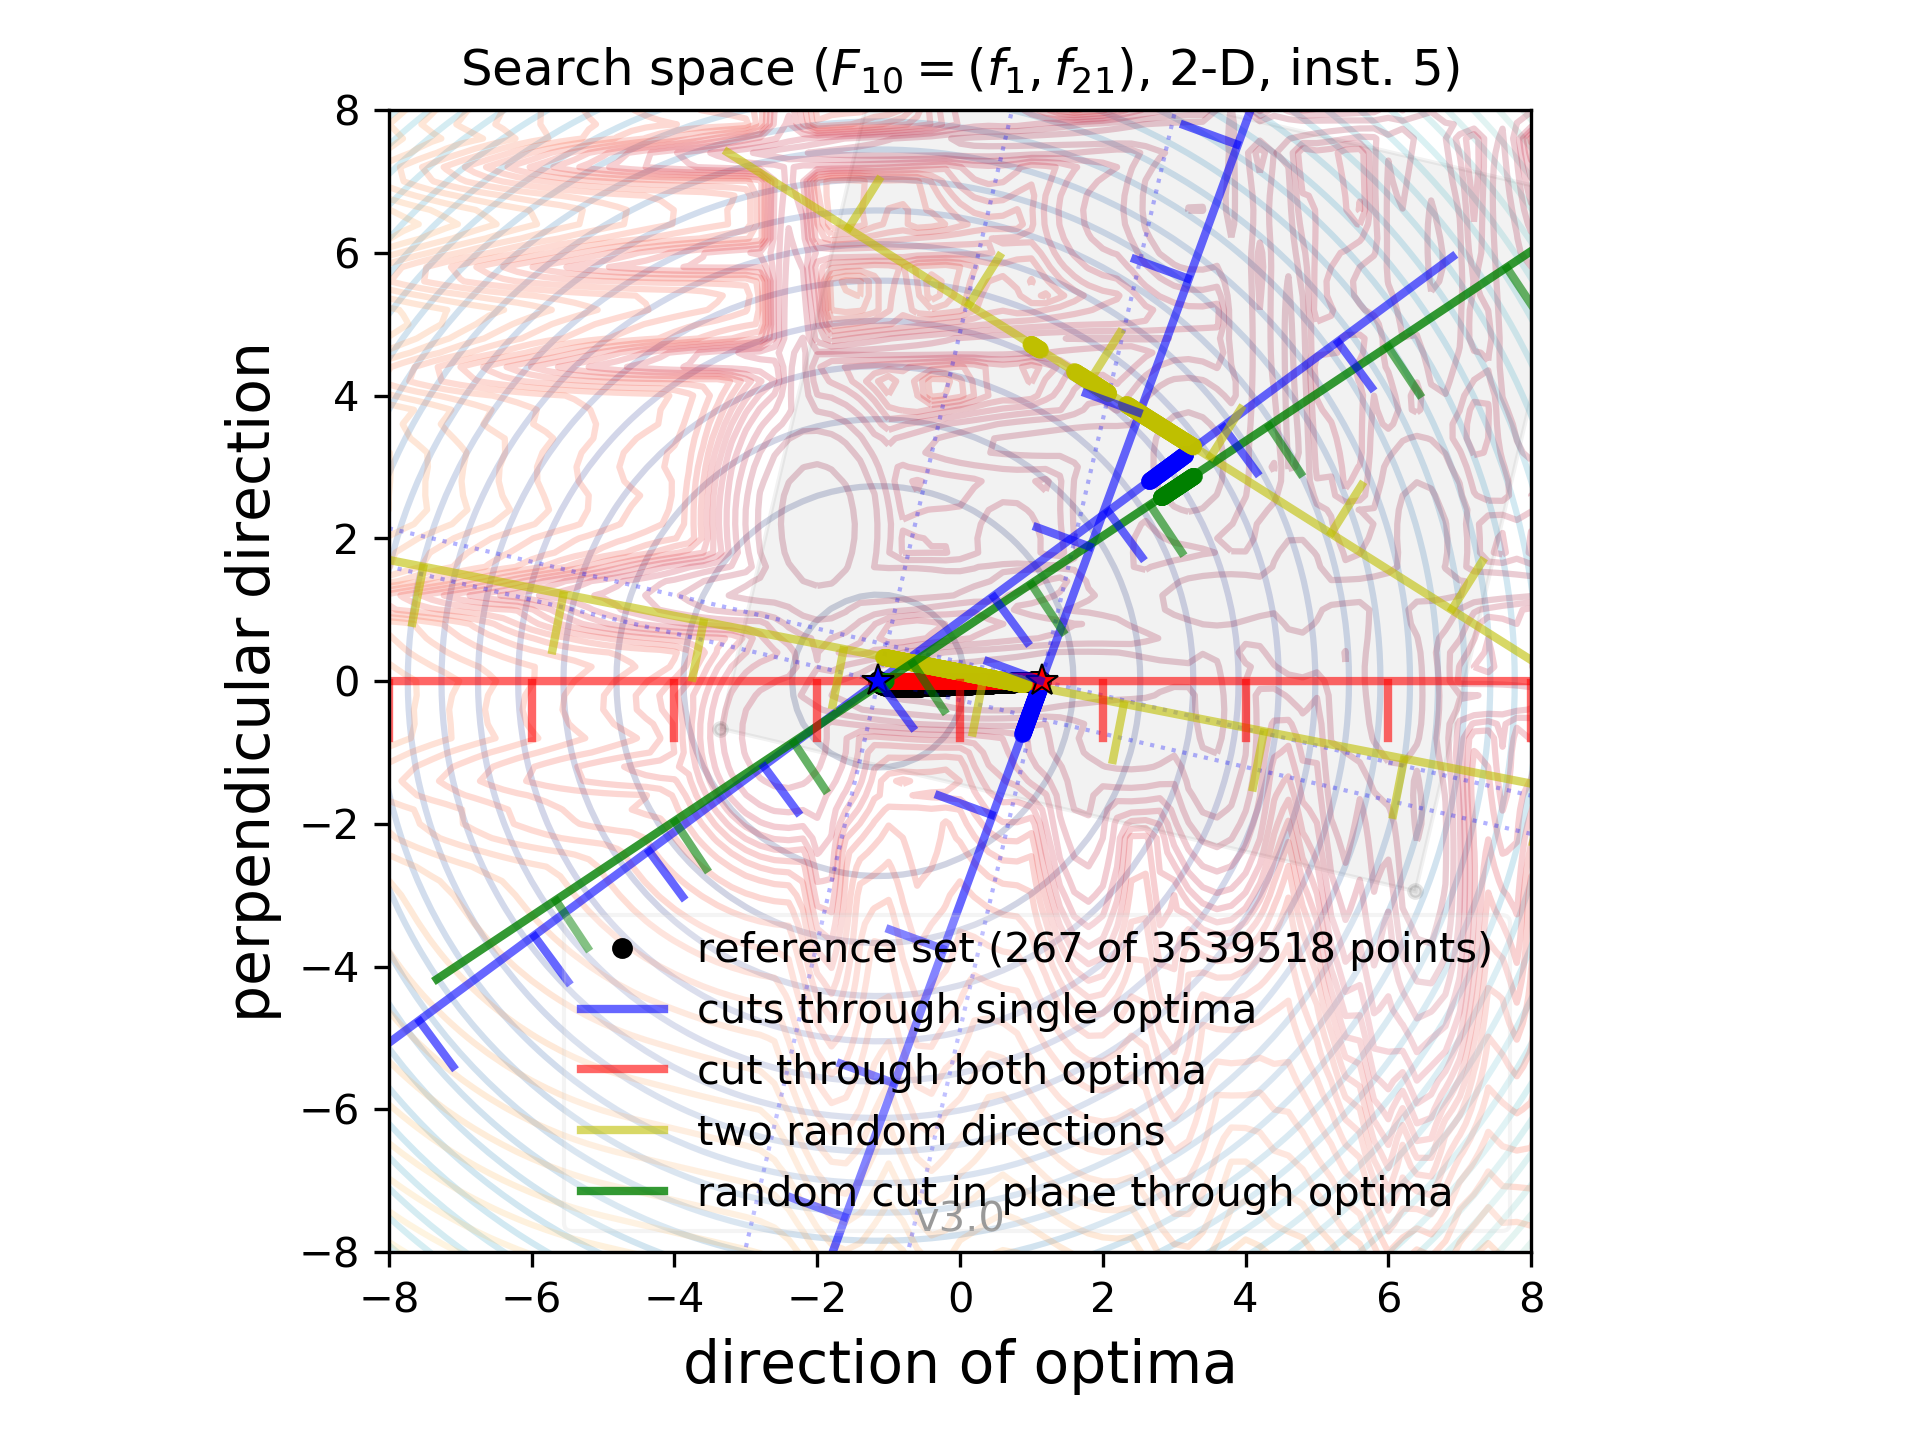 Search space (F₁₀ = (f₁, f₂₁), 2-D, inst. 5)
8
6
4
2
0
−2
−4
−6
−8
perpendicular direction
reference set (267 of 3539518 points)
cuts through single optima
cut through both optima
two random directions
random cut in plane through optima
v3.0
−8 −6 −4 −2 0 2 4 6 8
direction of optima